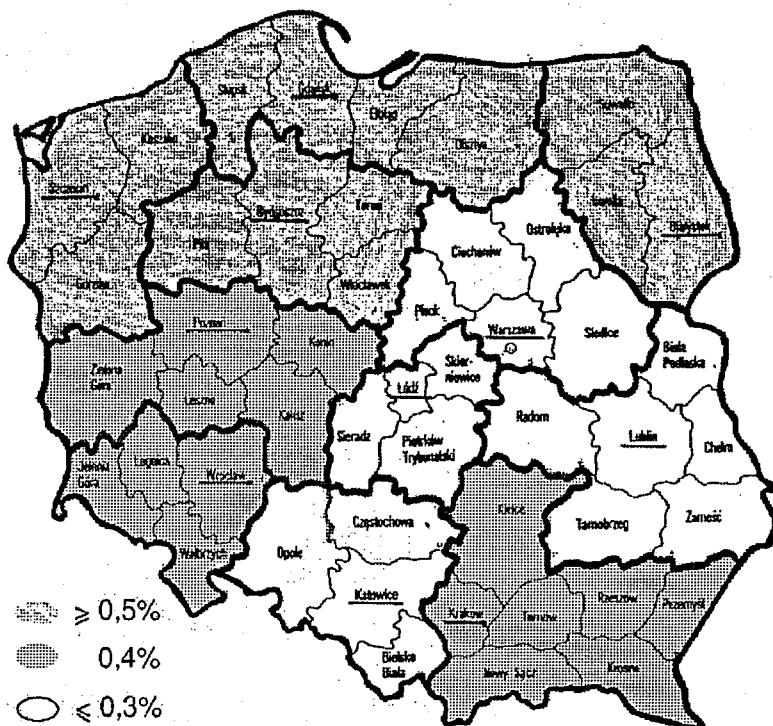 Słupsk
Gdańsk
Elbląg
Olsztyn
Suwałki
Koszalin
Szczecin
Bydgoszcz
Toruń
Łomża
Białystok
Piła
Włocławek
Gorzów
Ciechanów
Ostrołęka
Płock
Warszawa
Siedlce
Biała
Podlaska
Poznań
Konin
Zielona
Góra
Leszno
Kalisz
Łódź
Skier-
niewice
Sieradz
Piotrków
Trybunalski
Radom
Lublin
Chełm
Jelenia
Góra
Legnica
Wrocław
Wałbrzych
Opole
Częstochowa
Kielce
Tarnobrzeg
Zamość
Katowice
Kraków
Tarnów
Rzeszów
Przemyśl
Bielsko
Biała
Nowy Sącz
Krosno
≥ 0,5%
0,4%
≤ 0,3%